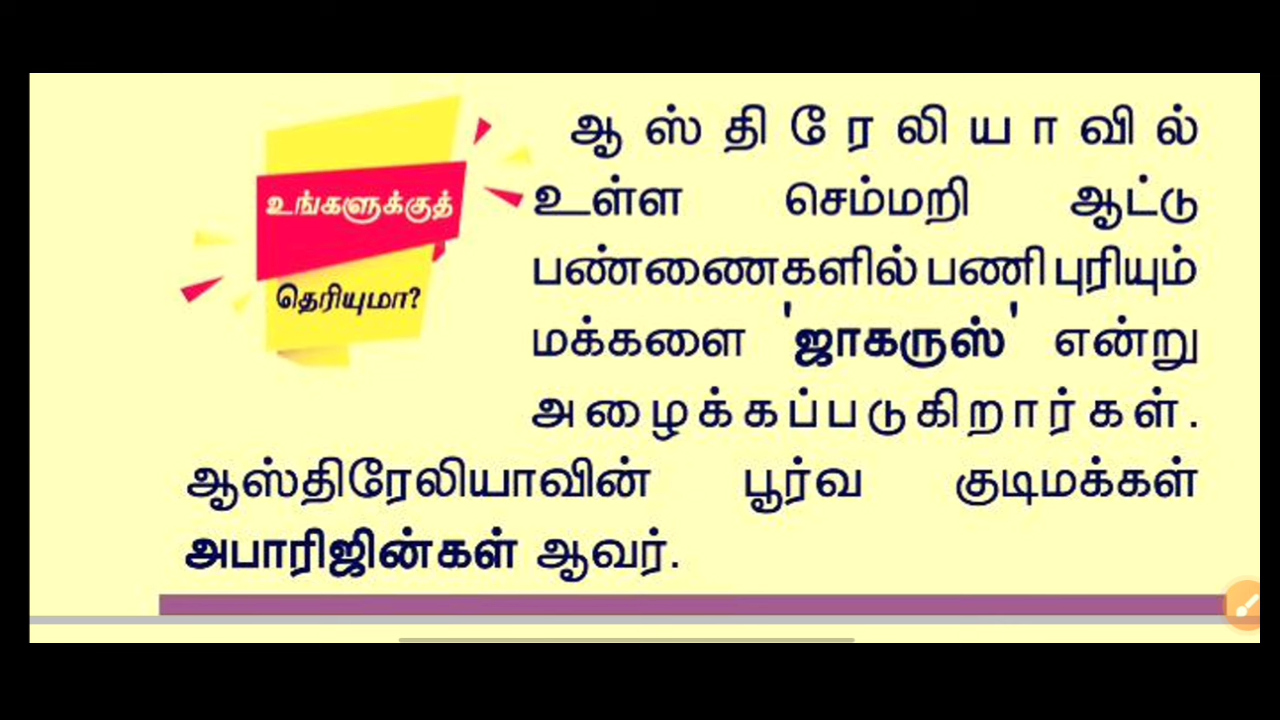 உங்களுக்குத்
தெரியுமா?
ஆஸ்திரேலியாவில்
உள்ள செம்மறி ஆட்டு
பண்ணைகளில் பணி புரியும்
மக்களை 'ஜாகருஸ்' என்று
அழைக்கப்படுகிறார்கள்.
ஆஸ்திரேலியாவின் பூர்வ குடிமக்கள்
அபாரிஜின்கள் ஆவர்.